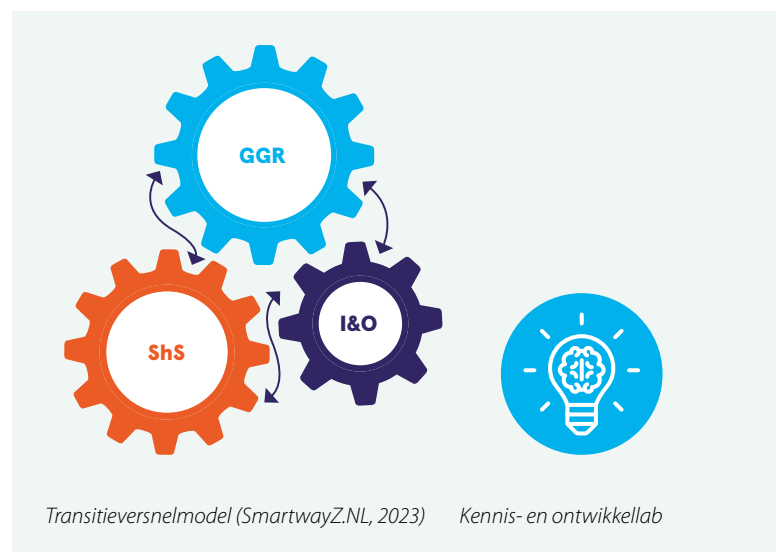 GGR
ShS
I&O
Transitieversnelmodel (SmartwayZ.NL, 2023)
Kennis- en ontwikkellab